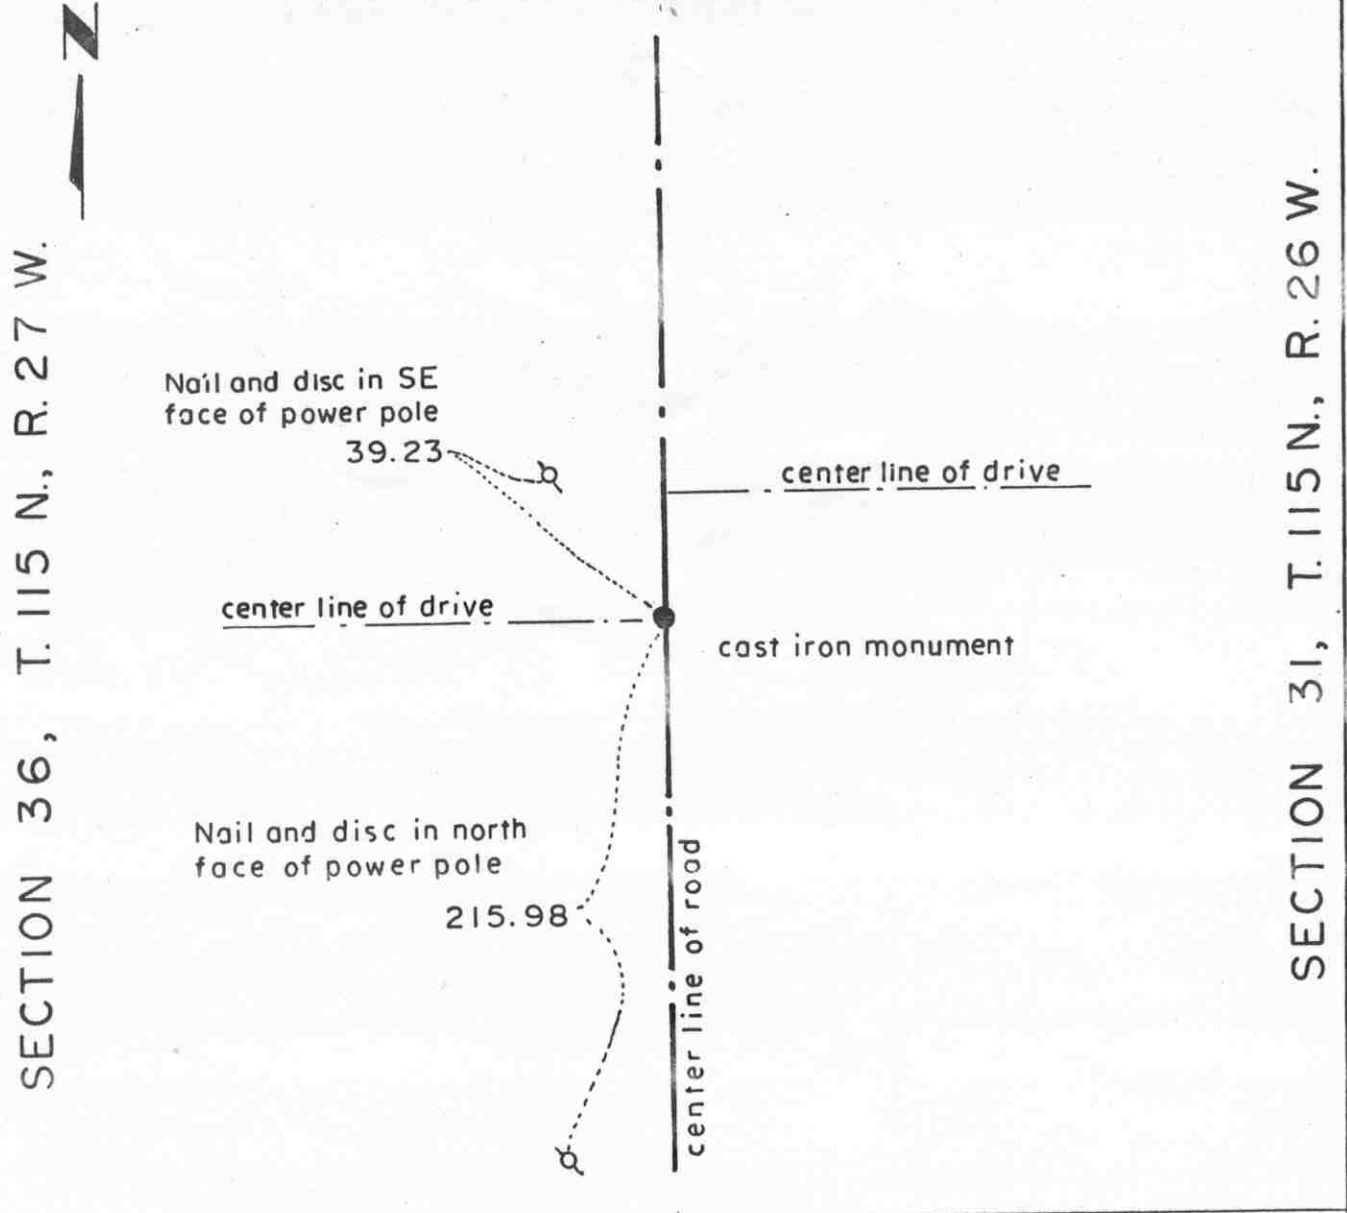 N
SECTION 36, T. 115 N., R. 27 W.
Nail and disc in SE
face of power pole
39.23
center line of drive
center line of drive
cast iron monument
Nail and disc in north
face of power pole
215.98
center line of road
SECTION 31, T. 115 N., R. 26 W.